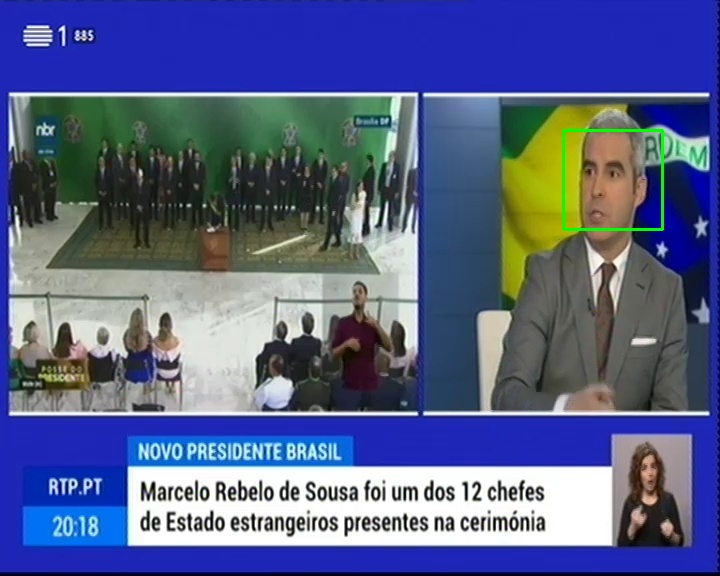 1 885
nbr
Brasília DF
RDEM
POSSE DO
PRESIDENTE
NOVO PRESIDENTE BRASIL
RTP.PT
Marcelo Rebelo de Sousa foi um dos 12 chefes
20:18
de Estado estrangeiros presentes na cerimónia